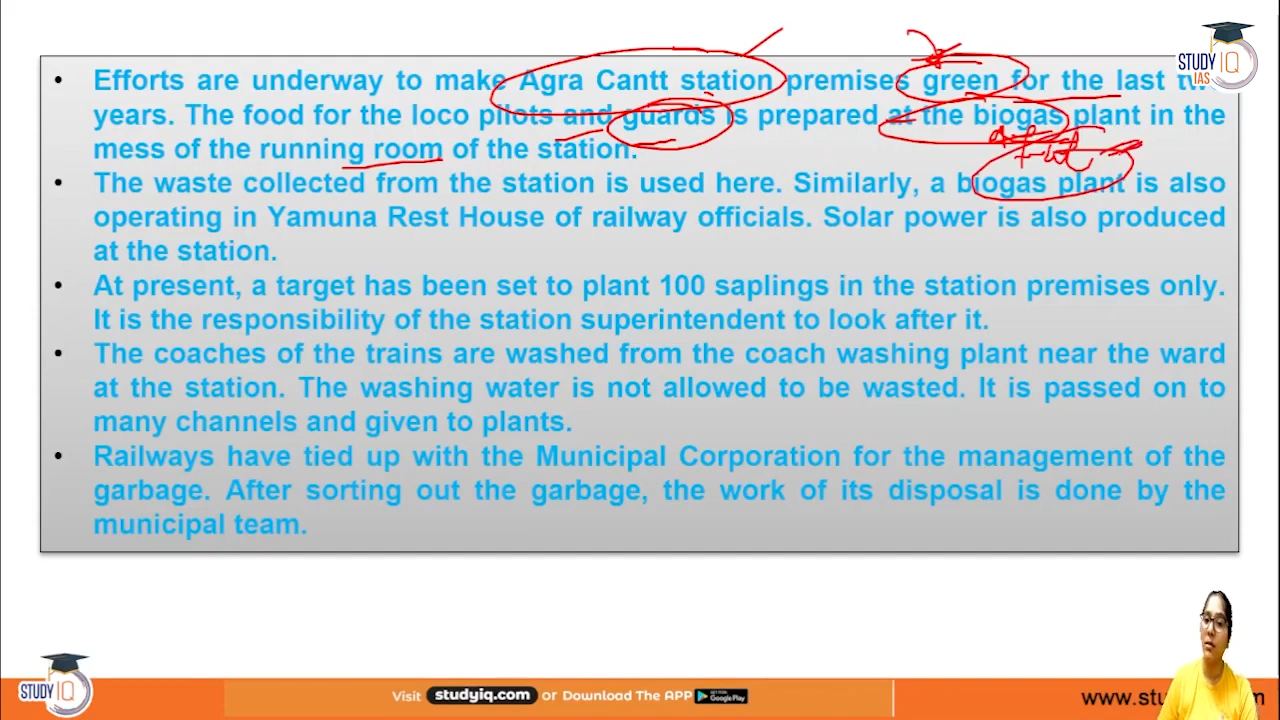 STUDY IQ
IAS
• Efforts are underway to make Agra Cantt station premises green for the last two
years. The food for the loco pilots and guards is prepared at the biogas plant in the
mess of the running room of the station.
• The waste collected from the station is used here. Similarly, a biogas plant is also
operating in Yamuna Rest House of railway officials. Solar power is also produced
at the station.
• At present, a target has been set to plant 100 saplings in the station premises only.
It is the responsibility of the station superintendent to look after it.
• The coaches of the trains are washed from the coach washing plant near the ward
at the station. The washing water is not allowed to be wasted. It is passed on to
many channels and given to plants.
• Railways have tied up with the Municipal Corporation for the management of the
garbage. After sorting out the garbage, the work of its disposal is done by the
municipal team.
STUDY IQ
Visit studyiq.com or Download The APP GET IT ON Google Play
www.stu